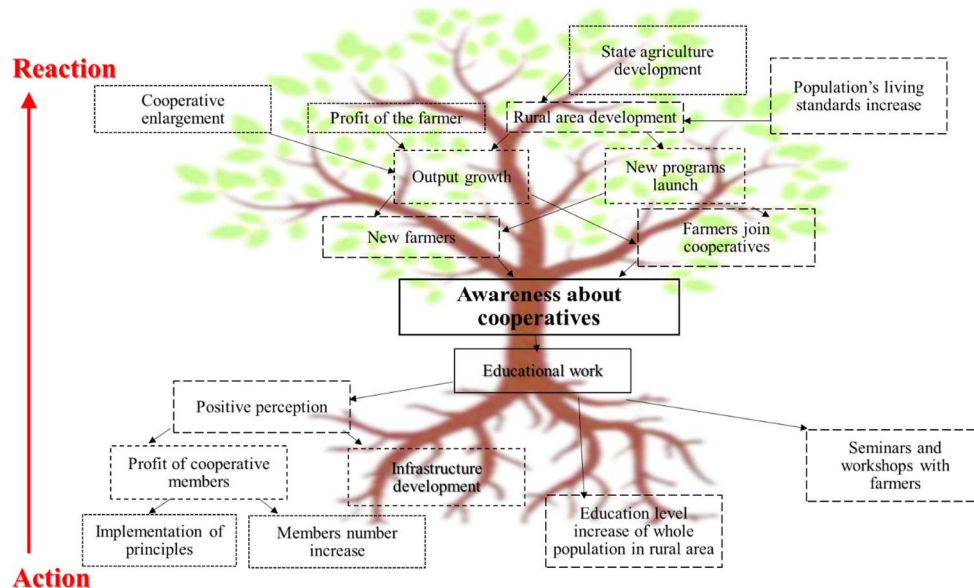 Reaction
State agriculture
development
Population's living
standards increase
Cooperative
enlargement
Profit of the farmer
Rural area development
Output growth
New programs
launch
New farmers
Farmers join
cooperatives
Awareness about
cooperatives
Educational work
Positive perception
Profit of cooperative
members
Infrastructure
development
Seminars and
workshops with
farmers
Implementation of
principles
Members number
increase
Education level
increase of whole
population in rural area
Action